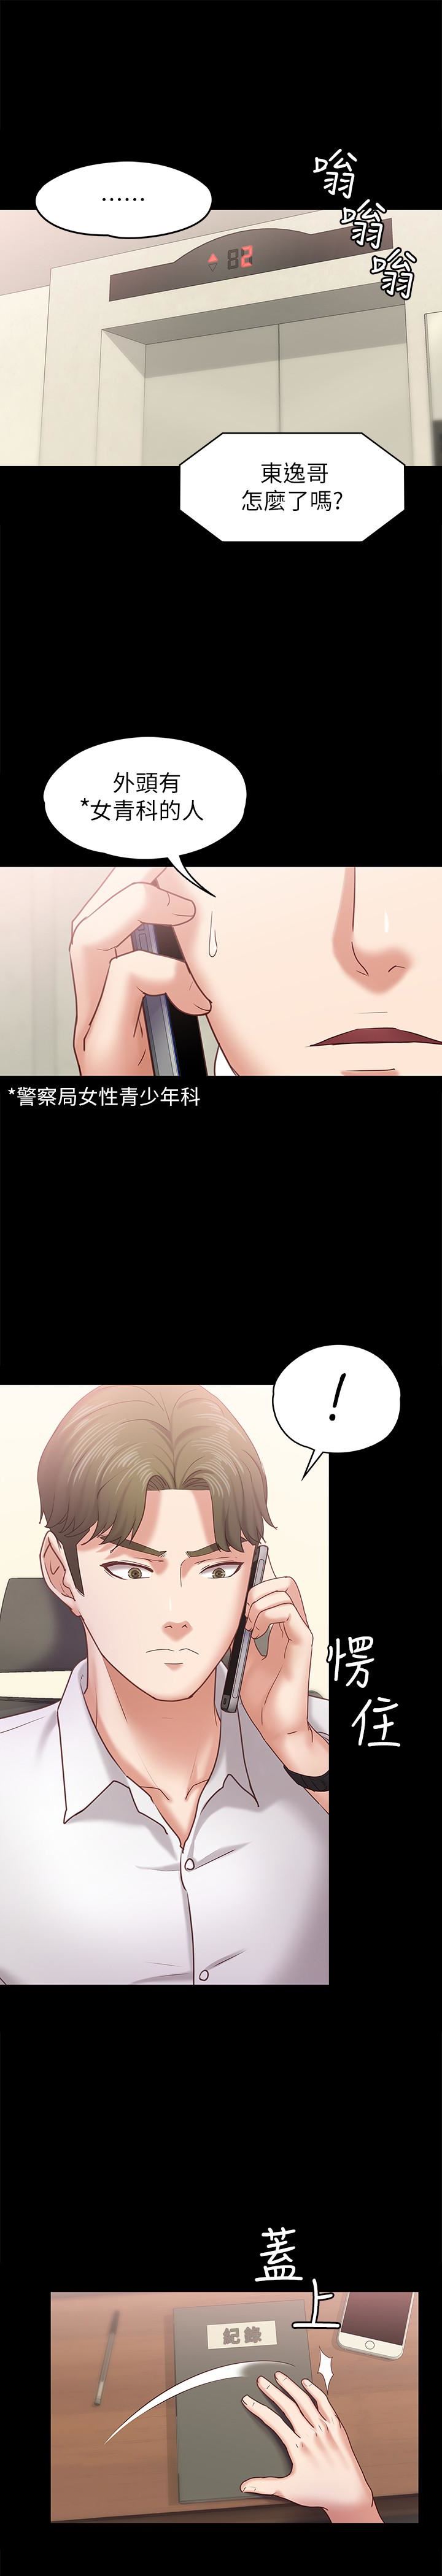 嗡
嗡
嗡
......
82
東逸哥
怎麼了嗎?
外頭有
*女青科的人
*警察局女性青少年科
!
愣
住
蓋
上
紀錄